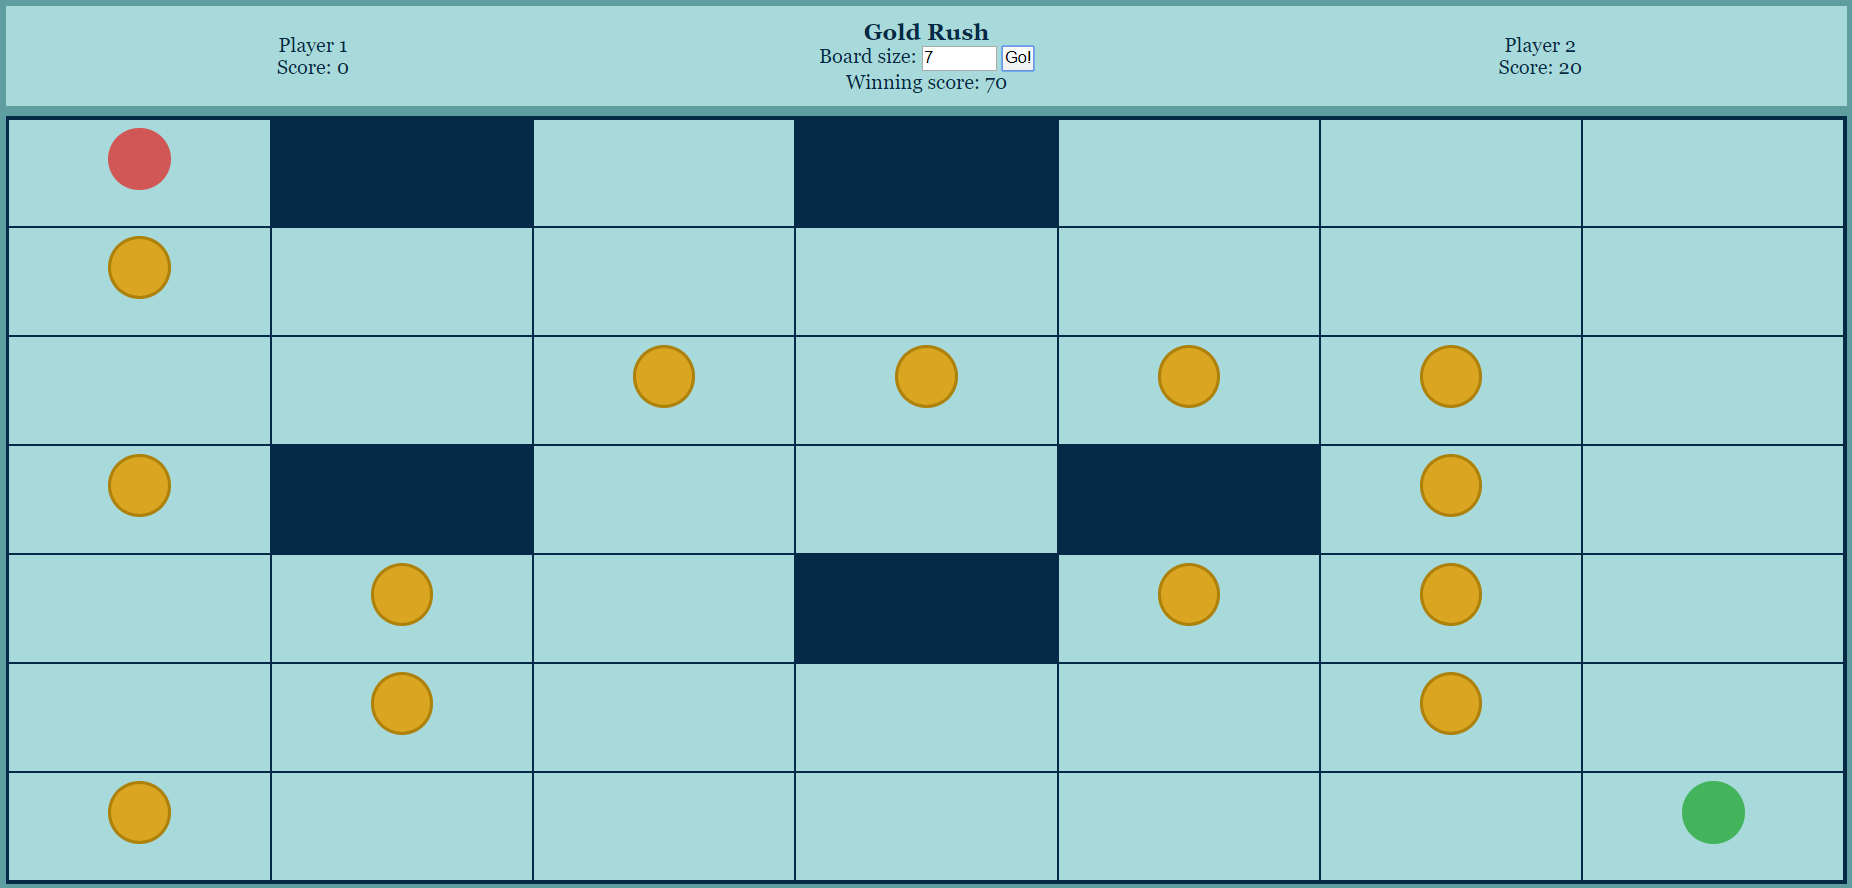 Player 1
Score: 0
Gold Rush
Board size: 7 Go!
Winning score: 70
Player 2
Score: 20